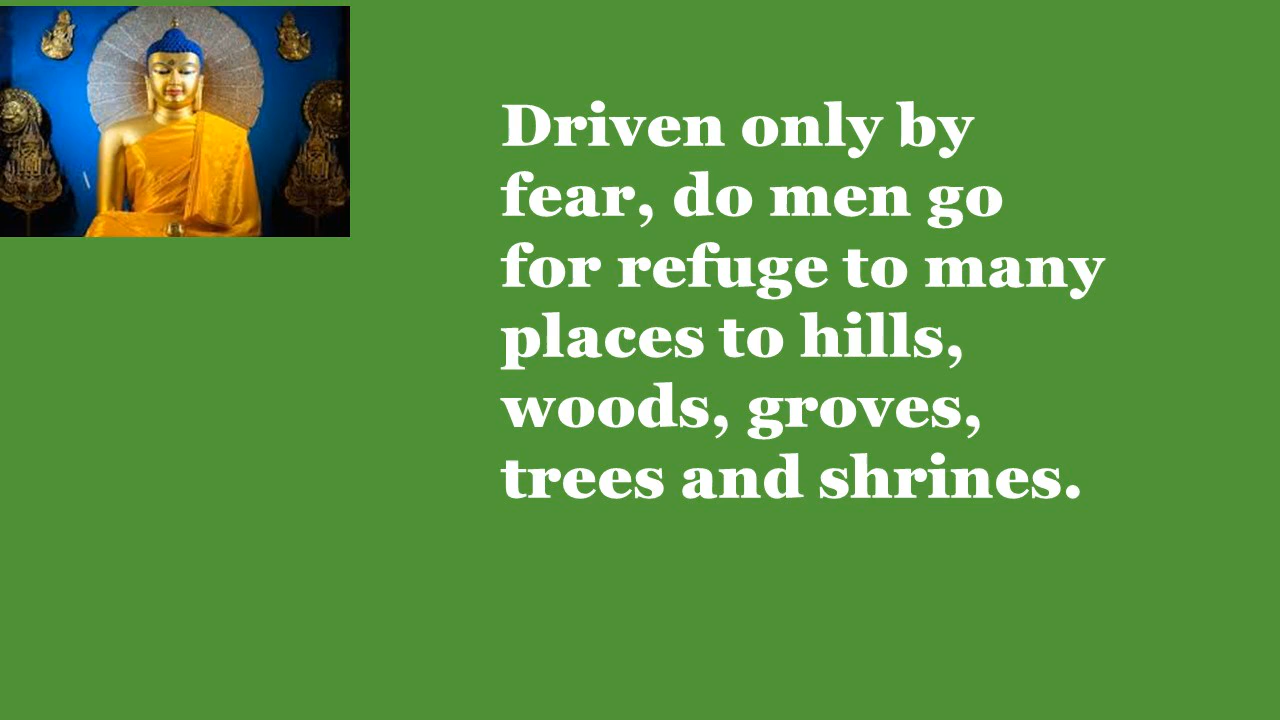 Driven only by
fear, do men go
for refuge to many
places to hills,
woods, groves,
trees and shrines.